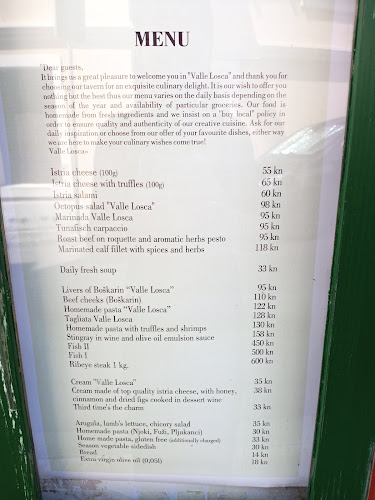 MENU
"Dear guests,
It brings us a great pleasure to welcome you in "Valle Losca" and thank you for
choosing our tavern for an exquisite culinary delight. It is our wish to offer you
nothing but the best thus our menu varies on the daily basis depending on the
season of the year and availability of particular groceries. Our food is
homemade from fresh ingredients and we insist on a "buy local" policy in
order to ensure quality and authenticity of our creative cuisine. Ask for our
daily inspiration or choose from our offer of your favourite dishes, either way
we are here to make your culinary wishes come true!
Valle Losca»
Istria cheese (100g) 55 kn
Istria cheese with truffles (100g) 65 kn
Istria salami 60 kn
Octopus salad "Valle Losca" 98 kn
Marinada Valle Losca 95 kn
Tunafisch carpaccio 95 kn
Roast beef on roquette and aromatic herbs pesto 95 kn
Marinated calf fillet with spices and herbs 118 kn
Daily fresh soup 33 kn
Livers of Boškarin "Valle Losca" 95 kn
Beef cheeks (Boškarin) 110 kn
Homemade pasta "Valle Losca" 122 kn
Tagliata Valle Losca 128 kn
Homemade pasta with truffles and shrimps 130 kn
Stingray in wine and olive oil emulsion sauce 158 kn
Fish II 450 kn
Fish I 500 kn
Ribeye steak 1 kg. 600 kn
Cream "Valle Losca" 35 kn
Cream made of top quality istria cheese, with honey, 38 kn
cinnamon and dried figs cooked in dessert wine
Third time's the charm 33 kn
Arugula, lamb's lettuce, chicory salad 35 kn
Homemade pasta (Njoki, Fuži, Pljukanci) 30 kn
Home made pasta, gluten free (additionally charged) 33 kn
Season vegetable sidedish 30 kn
Bread 14 kn
Extra virgin olive oil (0,05l) 18 kn